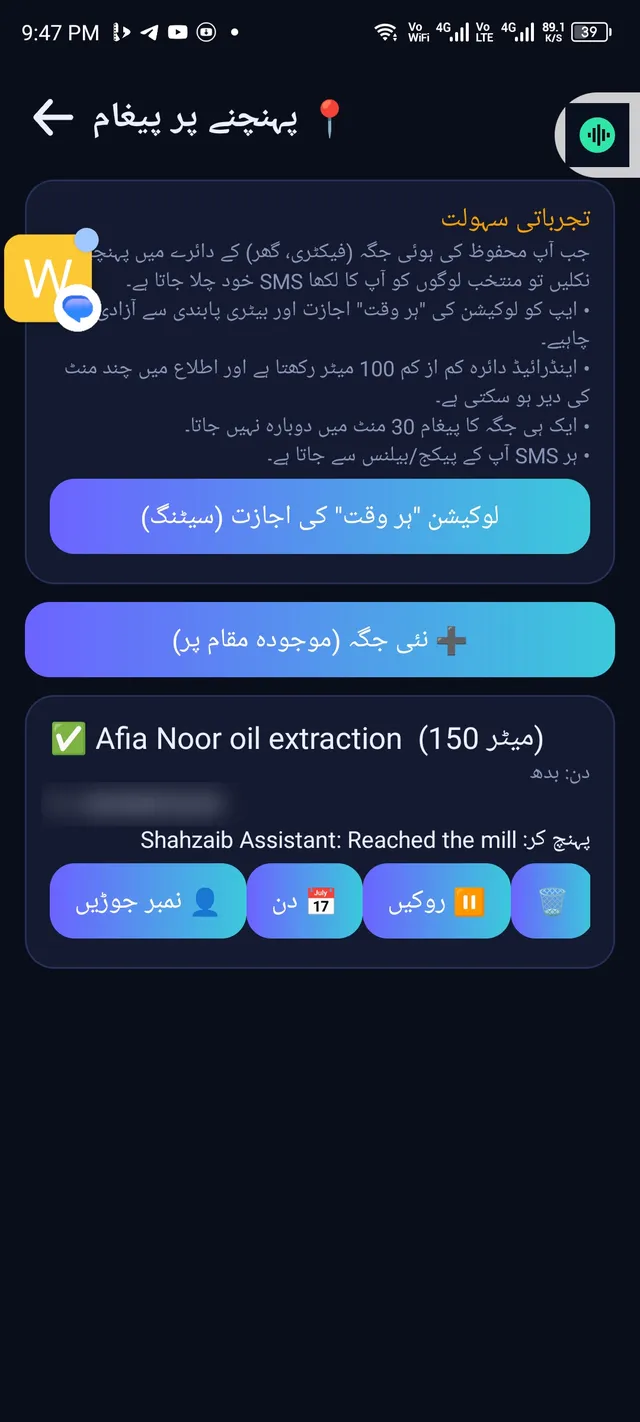 9:47 PM
Vo WiFi 4G Vo LTE 4G 89.1 K/S 39
پہنچنے پر پیغام
W
تجرباتی سہولت
جب آپ محفوظ کی ہوئی جگہ (فیکٹری، گھر) کے دائرے میں
نکلیں تو منتخب لوگوں کو آپ کا لکھا SMS خود چلا جاتا ہے۔
• ایپ کو لوکیشن کی "ہر وقت" اجازت اور بیٹری پابندی سے آزادی
چاہیے۔
• اینڈرائیڈ دائرہ کم از کم 100 میٹر رکھتا ہے اور اطلاع میں چند منٹ
کی دیر ہو سکتی ہے۔
• ایک ہی جگہ کا پیغام 30 منٹ میں دوبارہ نہیں جاتا۔
• ہر SMS آپ کے پیکج/بیلنس سے جاتا ہے۔
لوکیشن "ہر وقت" کی اجازت (سیٹنگ)
➕ نئی جگہ (موجودہ مقام پر)
✅ Afia Noor oil extraction (150 میٹر)
دن: بدھ
پہنچ کر: Shahzaib Assistant: Reached the mill
👤 نمبر جوڑیں
July 17 دن
⏸ روکیں